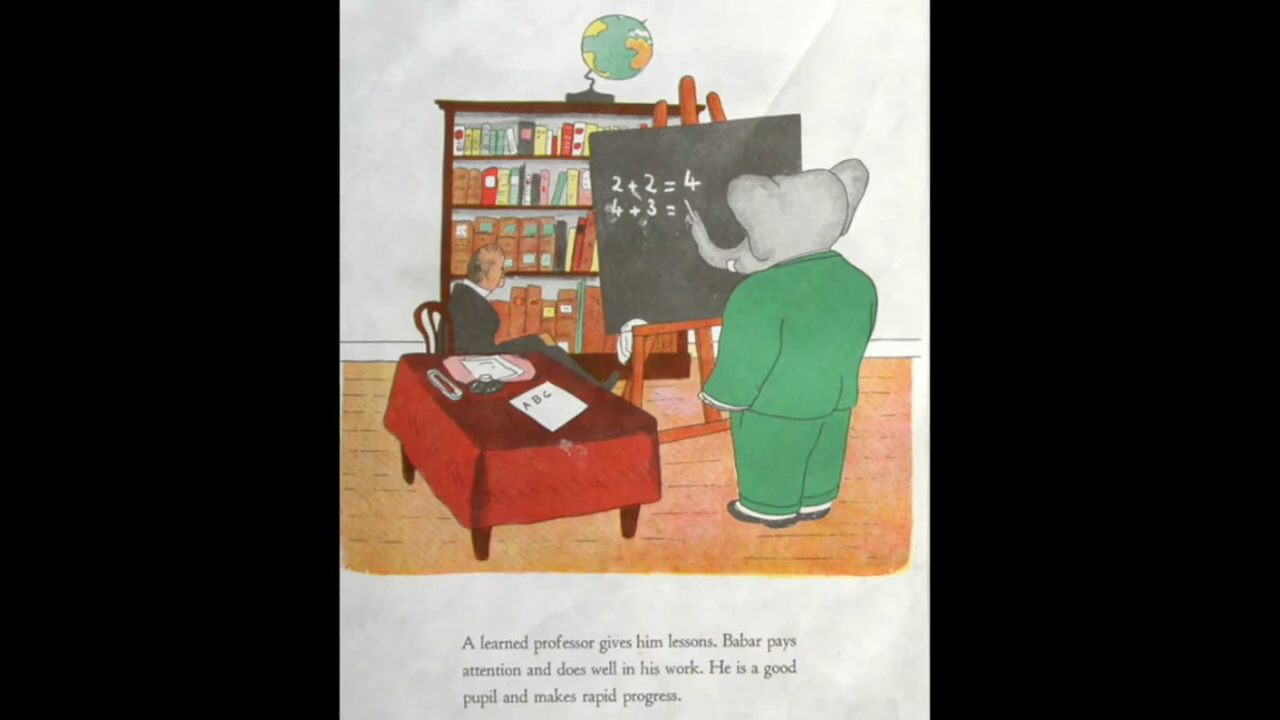 2 + 2 = 4
4 + 3 =
ABC
A learned professor gives him lessons. Babar pays
attention and does well in his work. He is a good
pupil and makes rapid progress.